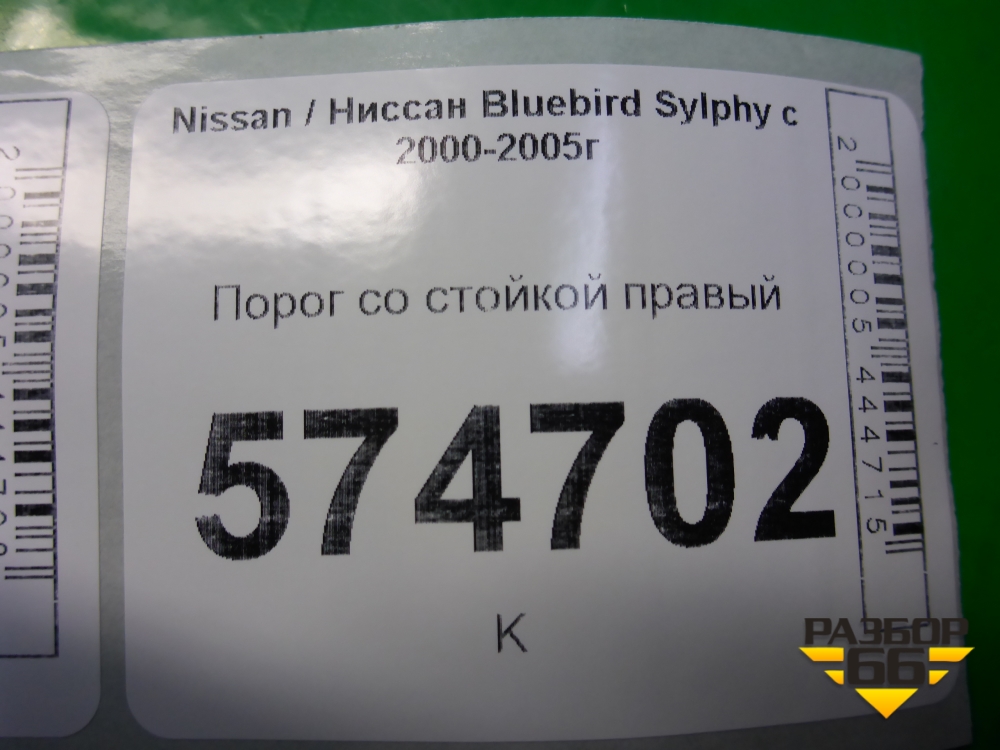 Nissan / Ниссан Bluebird Sylphy с
2000-2005г
Порог со стойкой правый
574702
К
2000005444715
РАЗБОР
66